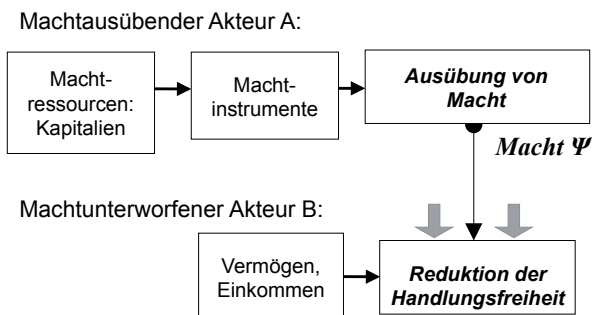 Machtausübender Akteur A:
Macht-
ressourcen:
Kapitalien
Macht-
instrumente
Ausübung von
Macht
Macht Ψ
Machtunterworfener Akteur B:
Vermögen,
Einkommen
Reduktion der
Handlungsfreiheit